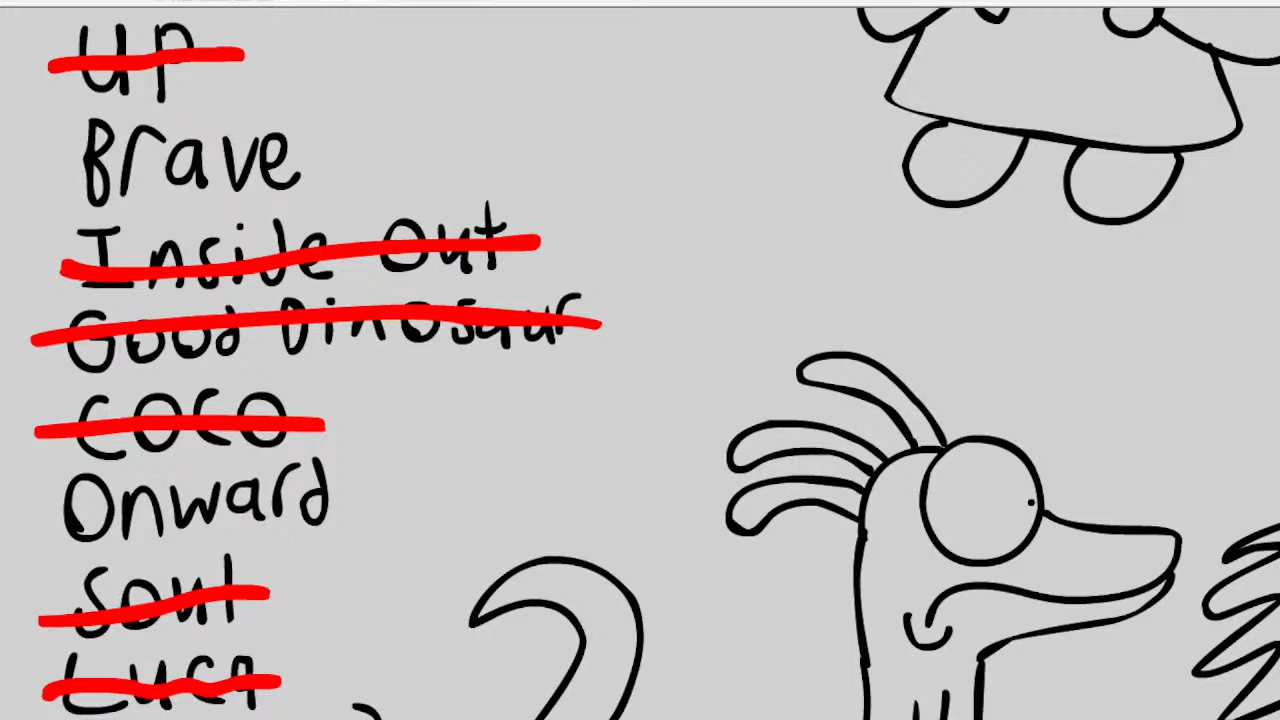 UP
Brave
Inside Out
Good Dinosaur
COCO
Onward
Soul
Luca